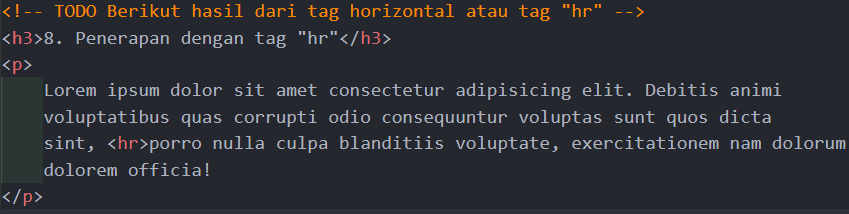 <!-- TODO Berikut hasil dari tag horizontal atau tag "hr" -->
<h3>8. Penerapan dengan tag "hr"</h3>
<p>
Lorem ipsum dolor sit amet consectetur adipisicing elit. Debitis animi
voluptatibus quas corrupti odio consequuntur voluptas sunt quos dicta
sint, <hr>porro nulla culpa blanditiis voluptate, exercitationem nam dolorum
dolorem officia!
</p>